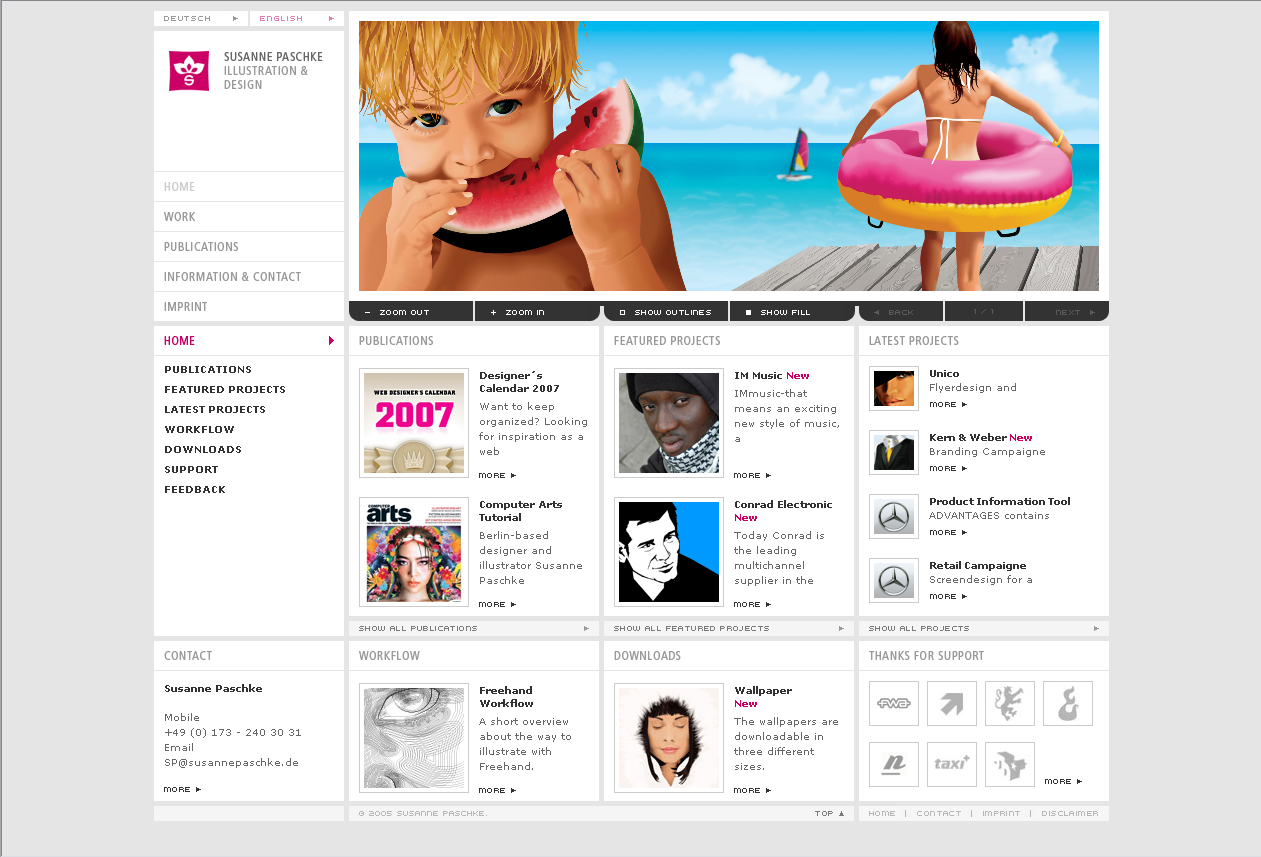 DEUTSCH ►
ENGLISH ►
SUSANNE PASCHKE
ILLUSTRATION &
DESIGN
S
HOME
WORK
PUBLICATIONS
INFORMATION & CONTACT
IMPRINT
− ZOOM OUT
+ ZOOM IN
SHOW OUTLINES
SHOW FILL
◄ BACK
1 / 1
NEXT ►
HOME
PUBLICATIONS
FEATURED PROJECTS
LATEST PROJECTS
WORKFLOW
DOWNLOADS
SUPPORT
FEEDBACK
PUBLICATIONS
WEB DESIGNER'S CALENDAR
2007
Designer´s
Calendar 2007
Want to keep
organized? Looking
for inspiration as a
web
MORE ►
COMPUTER
arts
Computer Arts
Tutorial
Berlin-based
designer and
illustrator Susanne
Paschke
MORE ►
SHOW ALL PUBLICATIONS ►
FEATURED PROJECTS
IM Music New
IMmusic-that
means an exciting
new style of music,
a
MORE ►
Conrad Electronic
New
Today Conrad is
the leading
multichannel
supplier in the
MORE ►
SHOW ALL FEATURED PROJECTS ►
LATEST PROJECTS
Unico
Flyerdesign and
MORE ►
Kern & Weber New
Branding Campaigne
MORE ►
Product Information Tool
ADVANTAGES contains
MORE ►
Retail Campaigne
Screendesign for a
MORE ►
SHOW ALL PROJECTS ►
CONTACT
Susanne Paschke
Mobile
+49 (0) 173 - 240 30 31
Email
SP@susannepaschke.de
MORE ►
WORKFLOW
Freehand
Workflow
A short overview
about the way to
illustrate with
Freehand.
MORE ►
DOWNLOADS
Wallpaper
New
The wallpapers are
downloadable in
three different
sizes.
MORE ►
THANKS FOR SUPPORT
FWA
n
taxi+
MORE ►
© 2005 SUSANNE PASCHKE.
TOP ▲
HOME | CONTACT | IMPRINT | DISCLAIMER